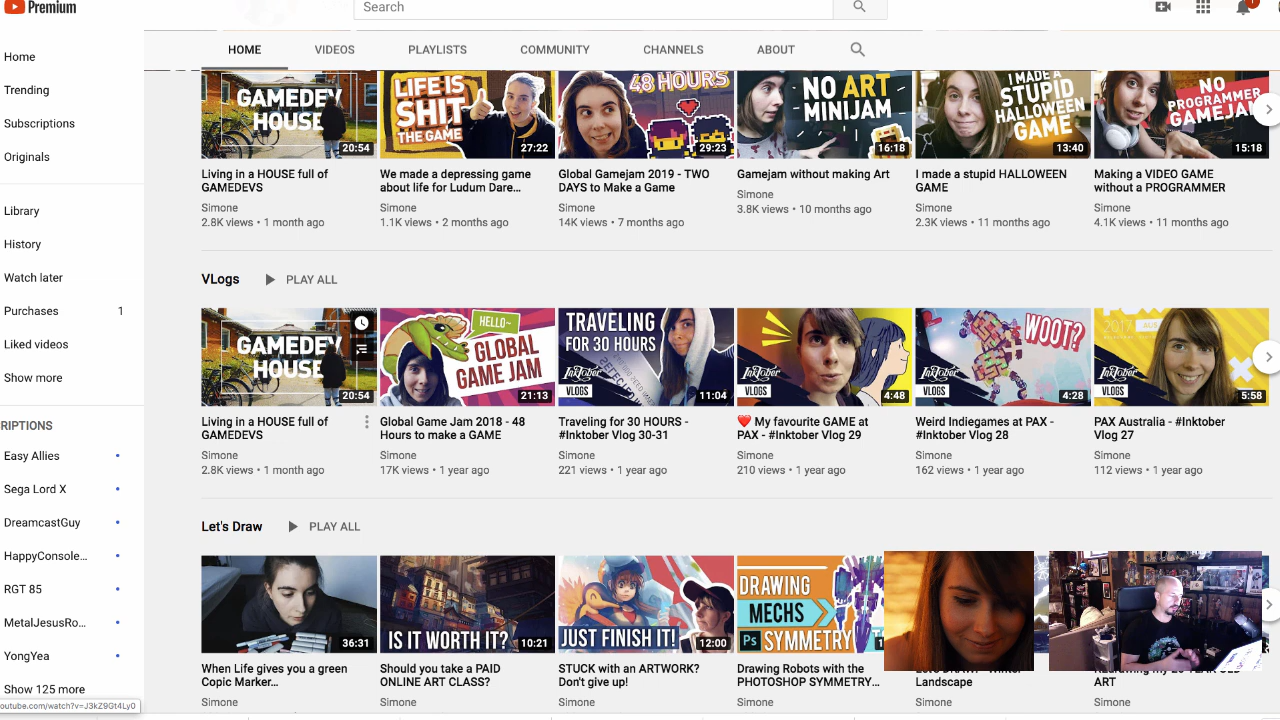 Premium
Search
HOME VIDEOS PLAYLISTS COMMUNITY CHANNELS ABOUT
Home
Trending
Subscriptions
Originals
Library
History
Watch later
Purchases 1
Liked videos
Show more
RIPTIONS
Easy Allies
Sega Lord X
DreamcastGuy
HappyConsole...
RGT 85
MetalJesusRo...
YongYea
Show 125 more
outube.com/watch?v=J3kZ9Gt4Ly0
GAMEDEV
HOUSE
20:54
Living in a HOUSE full of
GAMEDEVS
Simone
2.8K views • 1 month ago
LIFE IS
SHIT
THE GAME
27:22
We made a depressing game
about life for Ludum Dare...
Simone
1.1K views • 2 months ago
48 HOURS
29:23
Global Gamejam 2019 - TWO
DAYS to Make a Game
Simone
14K views • 7 months ago
NO ART
MINIJAM
16:18
Gamejam without making Art
Simone
3.8K views • 10 months ago
I MADE A
STUPID
HALLOWEEN
GAME
13:40
I made a stupid HALLOWEEN
GAME
Simone
2.3K views • 11 months ago
NO
PROGRAMMER
GAMEJAM
15:18
Making a VIDEO GAME
without a PROGRAMMER
Simone
4.1K views • 11 months ago
VLogs PLAY ALL
GAMEDEV
HOUSE
20:54
Living in a HOUSE full of
GAMEDEVS
Simone
2.8K views • 1 month ago
HELLO~
GLOBAL
GAME JAM
21:13
Global Game Jam 2018 - 48
Hours to make a GAME
Simone
17K views • 1 year ago
TRAVELING
FOR 30 HOURS
Inktober
VLOGS
11:04
Traveling for 30 HOURS -
#Inktober Vlog 30-31
Simone
221 views • 1 year ago
Inktober
VLOGS
4:48
❤️ My favourite GAME at
PAX - #Inktober Vlog 29
Simone
210 views • 1 year ago
WOOT?
Inktober
VLOGS
4:28
Weird Indiegames at PAX -
#Inktober Vlog 28
Simone
162 views • 1 year ago
2017
Inktober
VLOGS
5:58
PAX Australia - #Inktober
Vlog 27
Simone
112 views • 1 year ago
Let's Draw PLAY ALL
36:31
When Life gives you a green
Copic Marker...
Simone
IS IT WORTH IT?
10:21
Should you take a PAID
ONLINE ART CLASS?
Simone
JUST FINISH IT!
12:00
STUCK with an ARTWORK?
Don't give up!
Simone
DRAWING
MECHS
Ps SYMMETRY
Drawing Robots with the
PHOTOSHOP SYMMETRY...
Simone
Landscape
Simone
ART
Simone